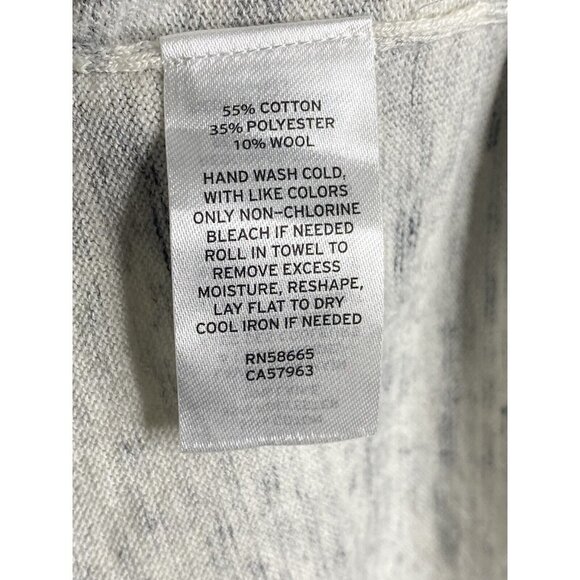 55% COTTON
35% POLYESTER
10% WOOL
HAND WASH COLD,
WITH LIKE COLORS
ONLY NON-CHLORINE
BLEACH IF NEEDED
ROLL IN TOWEL TO
REMOVE EXCESS
MOISTURE, RESHAPE,
LAY FLAT TO DRY
COOL IRON IF NEEDED
RN58665
CA57963